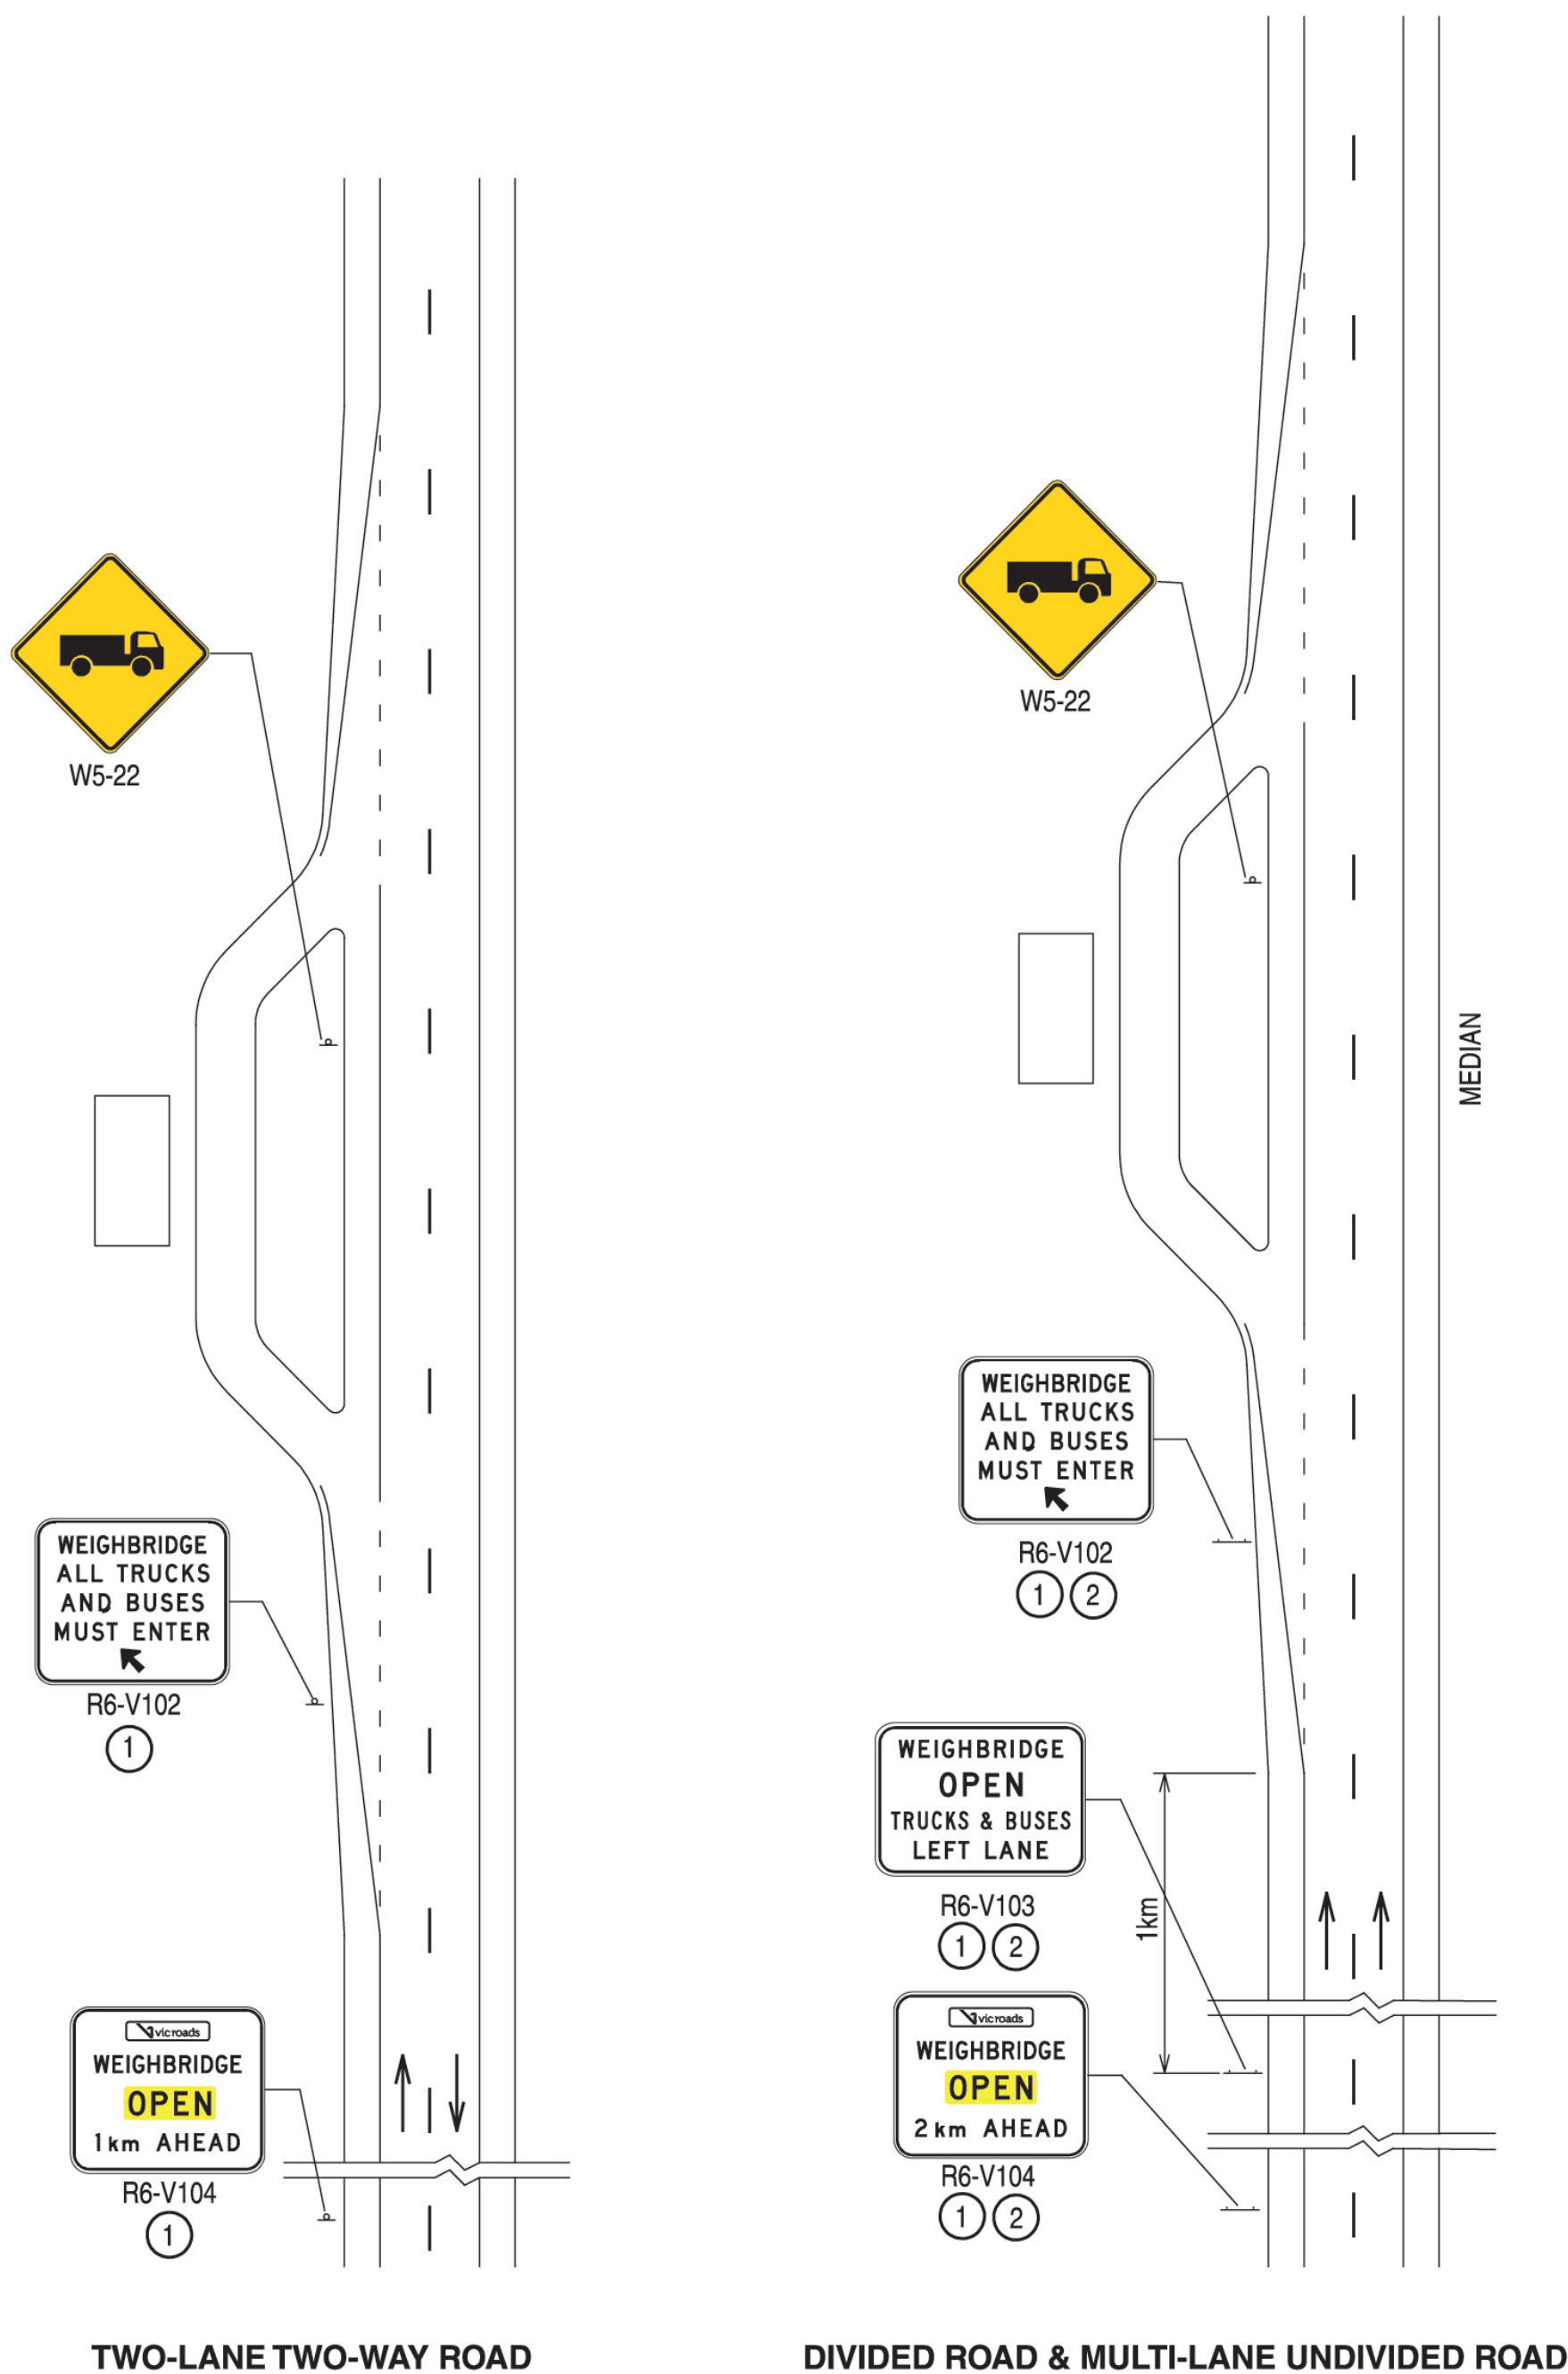 W5-22
WEIGHBRIDGE
ALL TRUCKS
AND BUSES
MUST ENTER
R6-V102
1
vicroads
WEIGHBRIDGE
OPEN
1km AHEAD
R6-V104
1
TWO-LANE TWO-WAY ROAD
W5-22
MEDIAN
WEIGHBRIDGE
ALL TRUCKS
AND BUSES
MUST ENTER
R6-V102
1 2
WEIGHBRIDGE
OPEN
TRUCKS & BUSES
LEFT LANE
R6-V103
1 2
1km
vicroads
WEIGHBRIDGE
OPEN
2km AHEAD
R6-V104
1 2
DIVIDED ROAD & MULTI-LANE UNDIVIDED ROAD